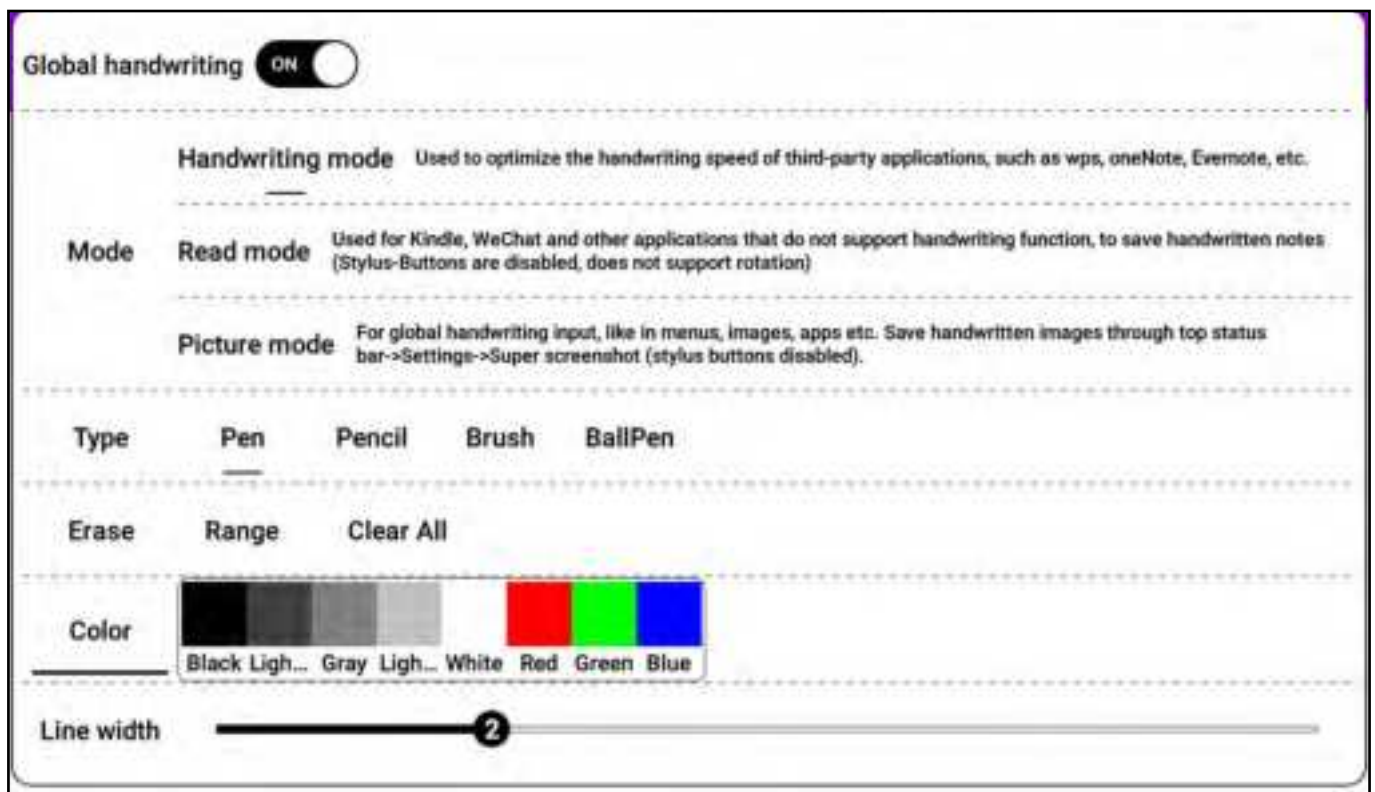 Global handwriting ON
Handwriting mode Used to optimize the handwriting speed of third-party applications, such as wps, oneNote, Evernote, etc.
Mode Read mode Used for Kindle, WeChat and other applications that do not support handwriting function, to save handwritten notes
(Stylus-Buttons are disabled, does not support rotation)
Picture mode For global handwriting input, like in menus, images, apps etc. Save handwritten images through top status
bar->Settings->Super screenshot (stylus buttons disabled).
Type Pen Pencil Brush BallPen
Erase Range Clear All
Color
Black Ligh... Gray Ligh... White Red Green Blue
Line width 2